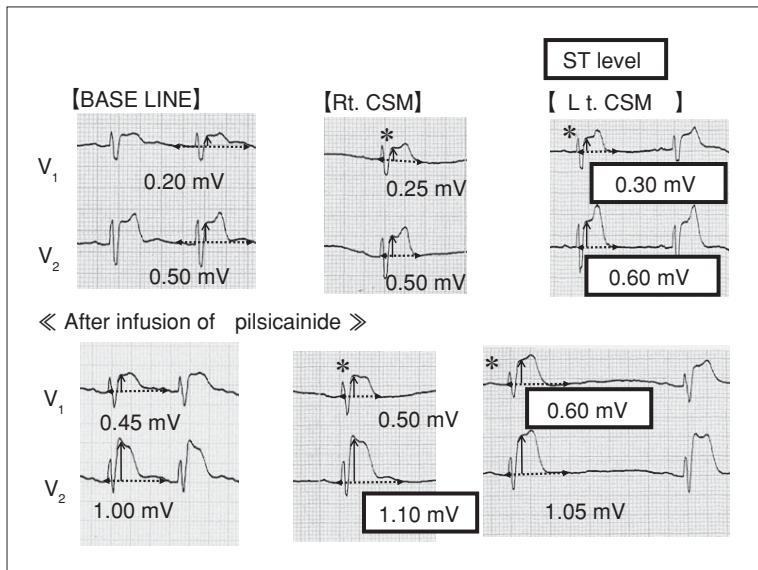 ST level
【BASE LINE】 【Rt. CSM】 【 L t. CSM 】
* *
V1 0.20 mV 0.25 mV 0.30 mV
V2 0.50 mV 0.50 mV 0.60 mV
≪ After infusion of pilsicainide ≫
* *
V1 0.45 mV 0.50 mV 0.60 mV
V2 1.00 mV 1.10 mV 1.05 mV